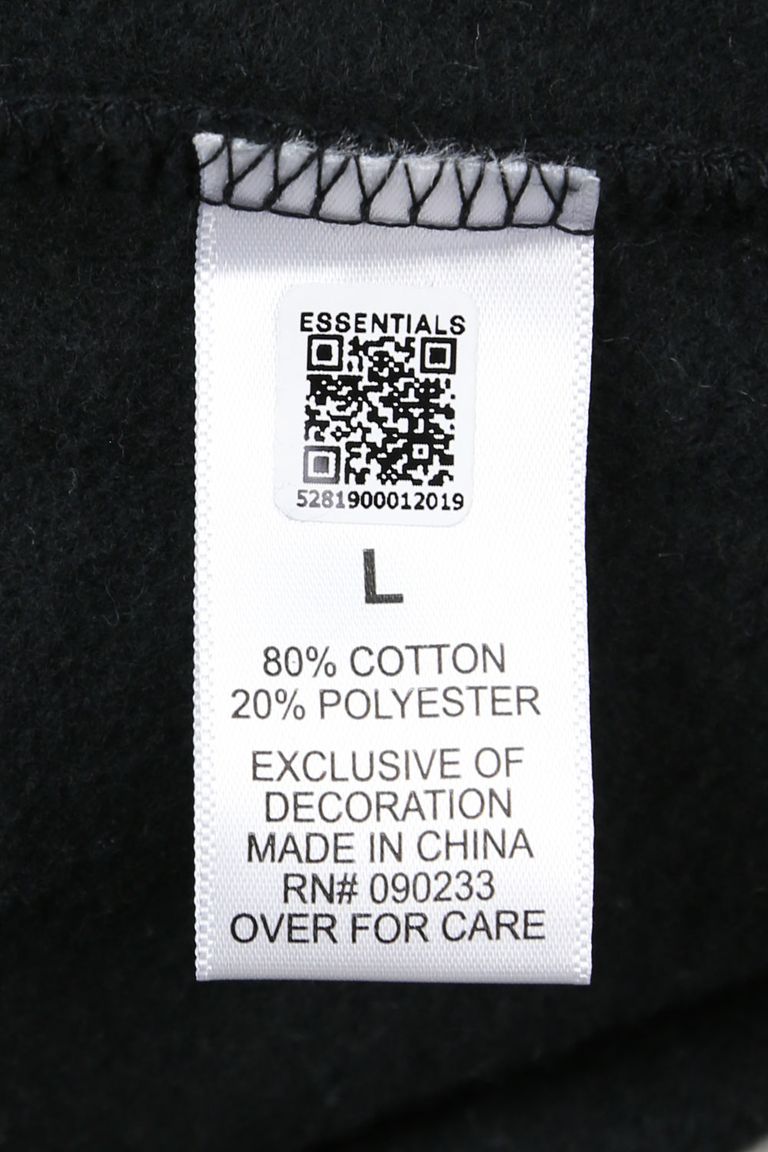 ESSENTIALS
5281900012019
L
80% COTTON
20% POLYESTER
EXCLUSIVE OF
DECORATION
MADE IN CHINA
RN# 090233
OVER FOR CARE